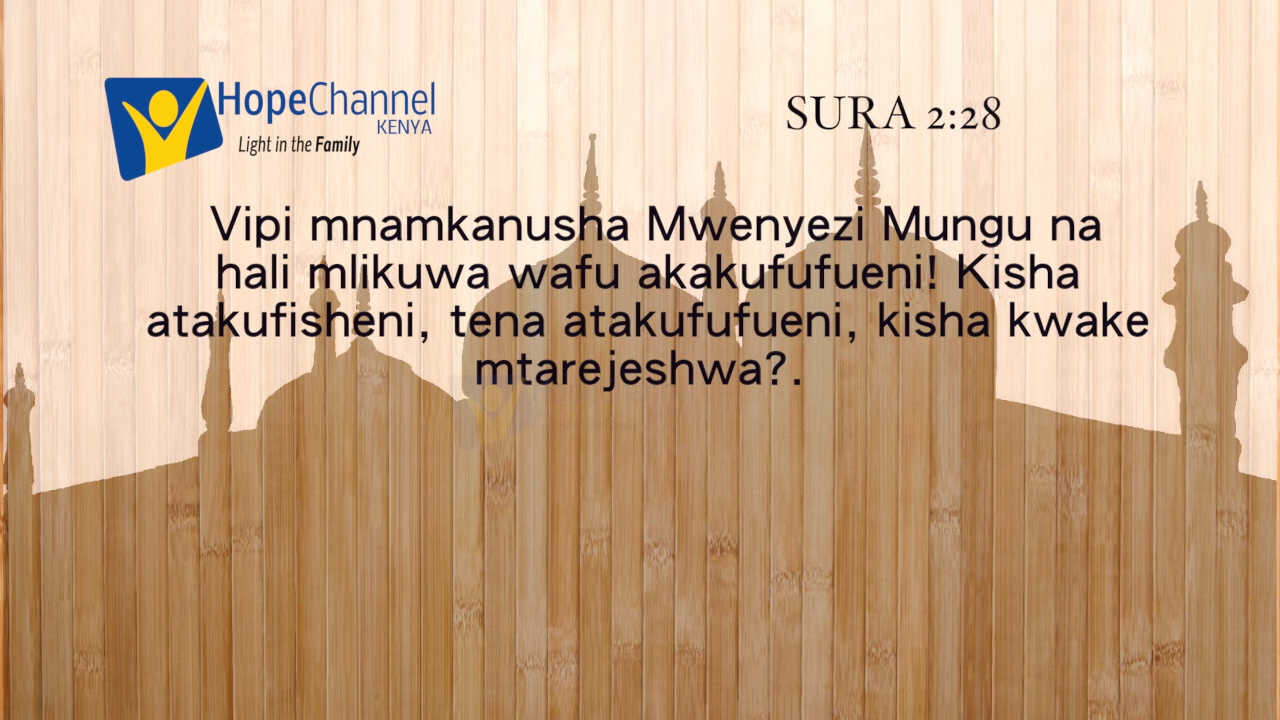 HopeChannel
KENYA
Light in the Family
SURA 2:28
Vipi mnamkanusha Mwenyezi Mungu na
hali mlikuwa wafu akakufufueni! Kisha
atakufisheni, tena atakufufueni, kisha kwake
mtarejeshwa?.